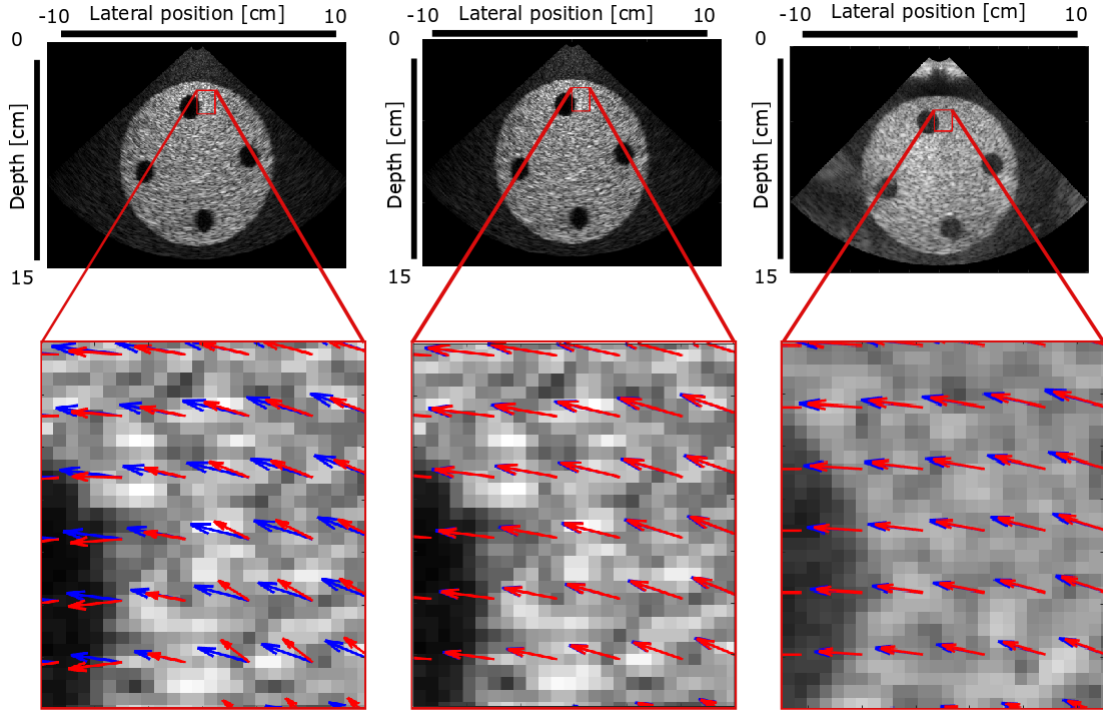 -10 Lateral position [cm] 10
0
Depth [cm]
15
-10 Lateral position [cm] 10
0
Depth [cm]
15
-10 Lateral position [cm] 10
0
Depth [cm]
15